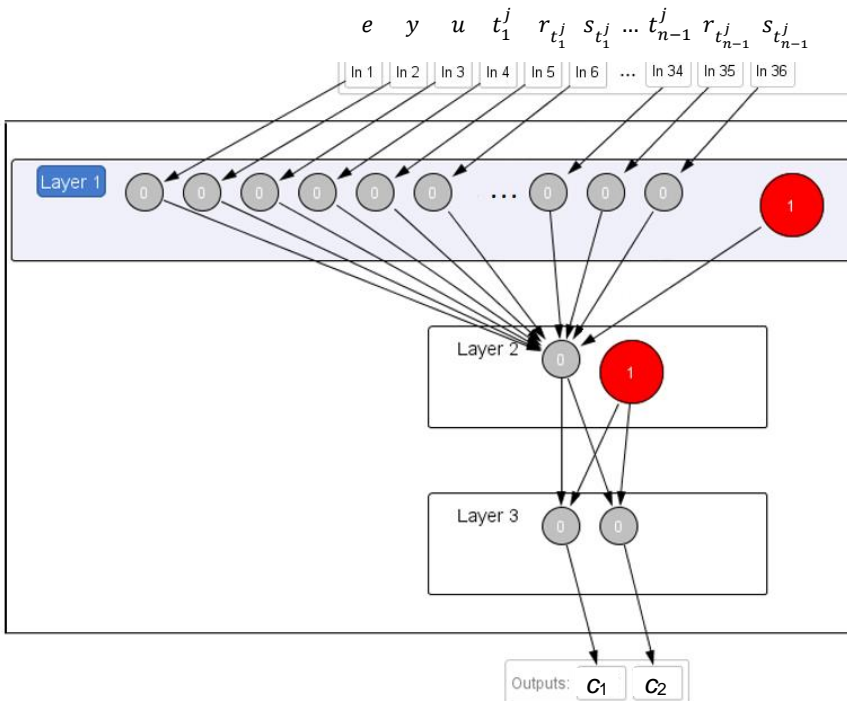 e y u t_1^j r_{t_1^j} s_{t_1^j} ... t_{n-1}^j r_{t_{n-1}^j} s_{t_{n-1}^j}
In 1 In 2 In 3 In 4 In 5 In 6 ... In 34 In 35 In 36
Layer 1 0 0 0 0 0 0 ... 0 0 0 1
Layer 2 0 1
Layer 3 0 0
Outputs: c_1 c_2